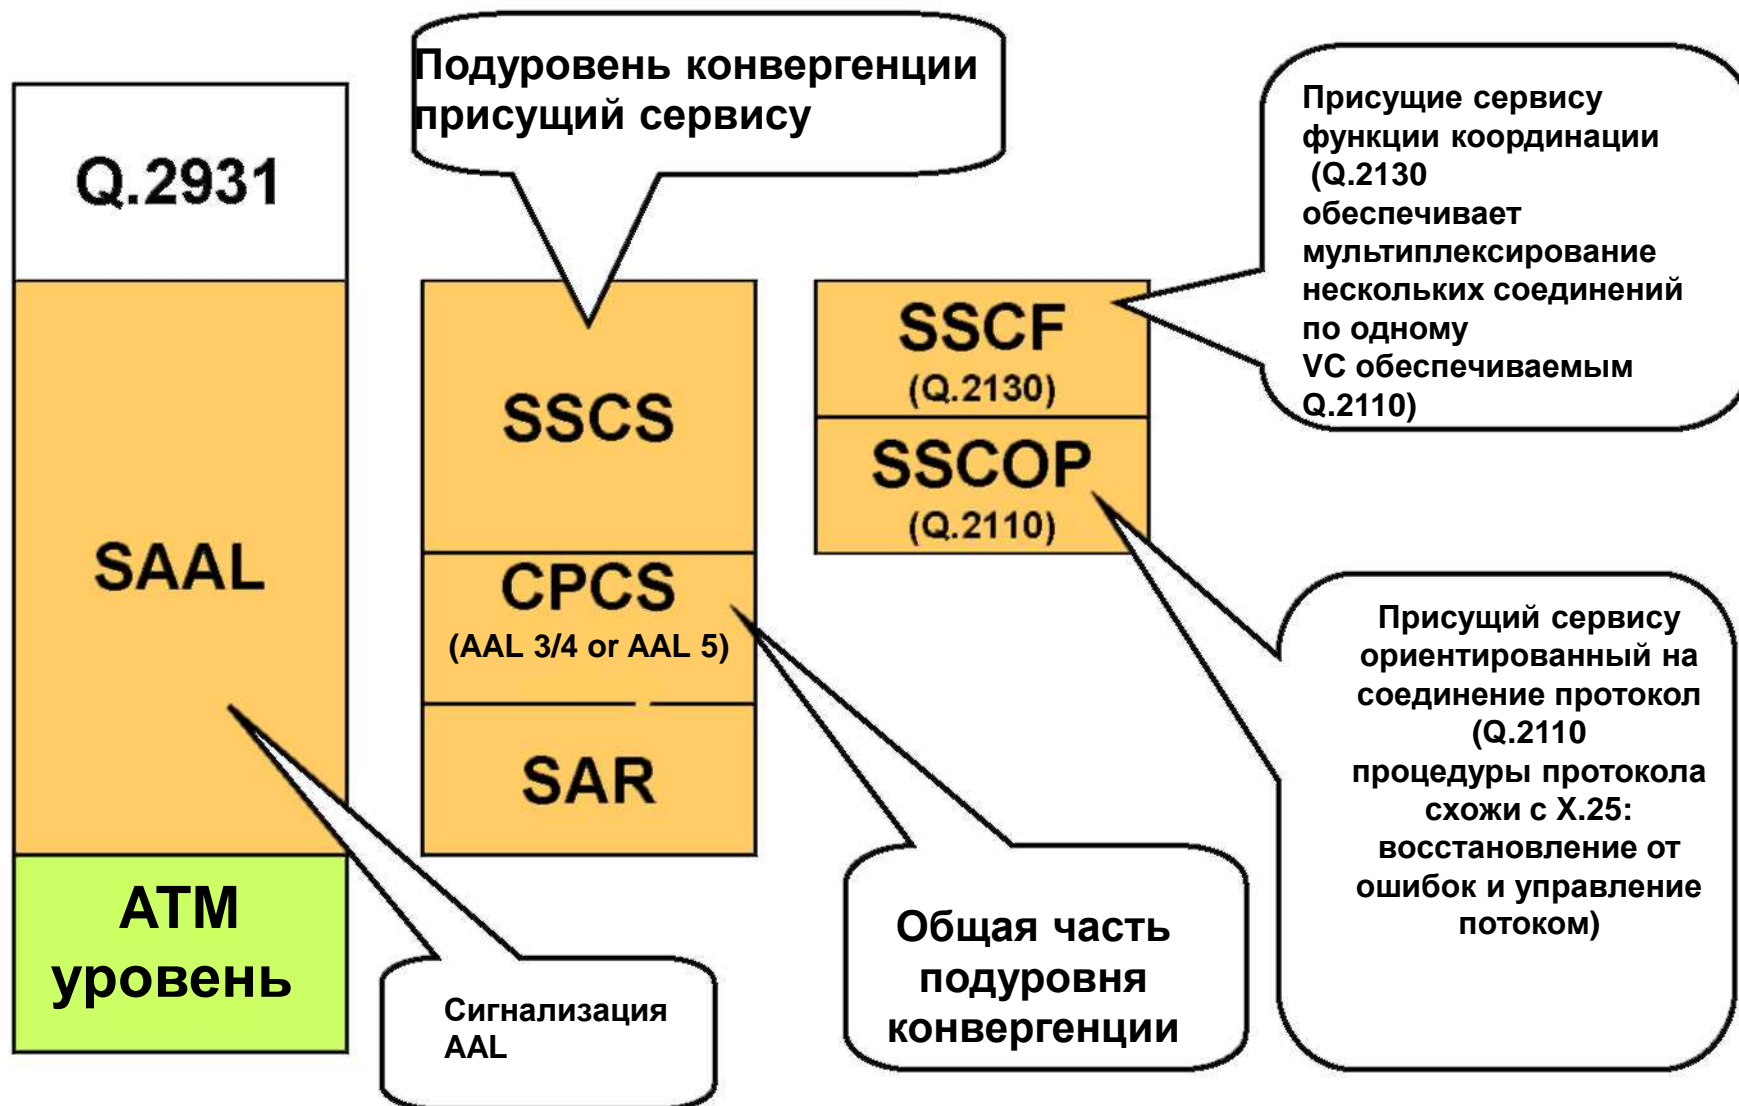 Подуровень конвергенции
присущий сервису
Присущие сервису
функции координации
(Q.2130
обеспечивает
мультиплексирование
нескольких соединений
по одному
VC обеспечиваемым
Q.2110)
Q.2931
SAAL
ATM
уровень
SSCS
CPCS
(AAL 3/4 or AAL 5)
SAR
SSCF
(Q.2130)
SSCOP
(Q.2110)
Присущий сервису
ориентированный на
соединение протокол
(Q.2110
процедуры протокола
схожи с X.25:
восстановление от
ошибок и управление
потоком)
Общая часть
подуровня
конвергенции
Сигнализация
AAL